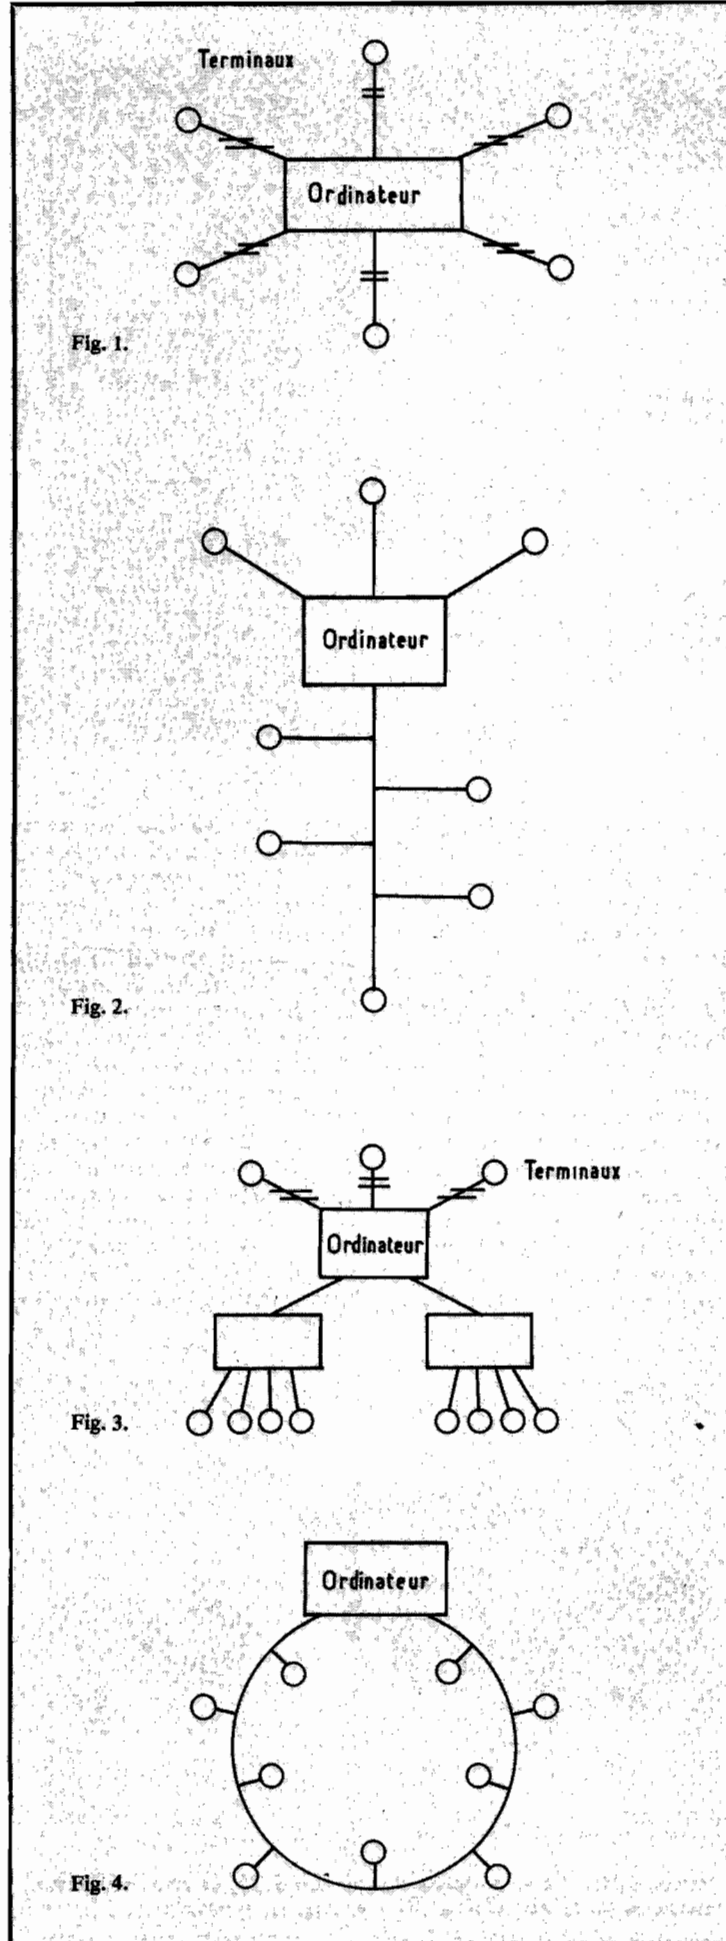 Terminaux
Ordinateur
Fig. 1.
Ordinateur
Fig. 2.
Terminaux
Ordinateur
Fig. 3.
Ordinateur
Fig. 4.